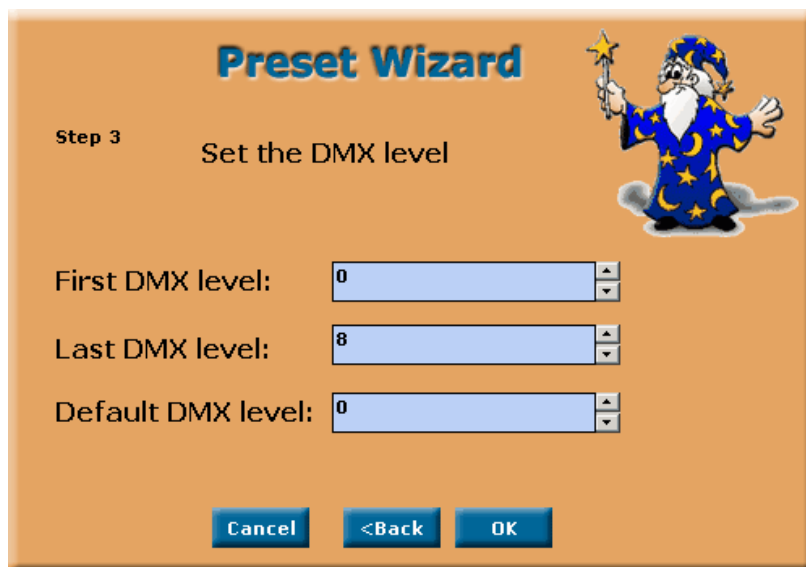 Preset Wizard
Step 3
Set the DMX level
First DMX level:
0
Last DMX level:
8
Default DMX level:
0
Cancel
<Back
OK